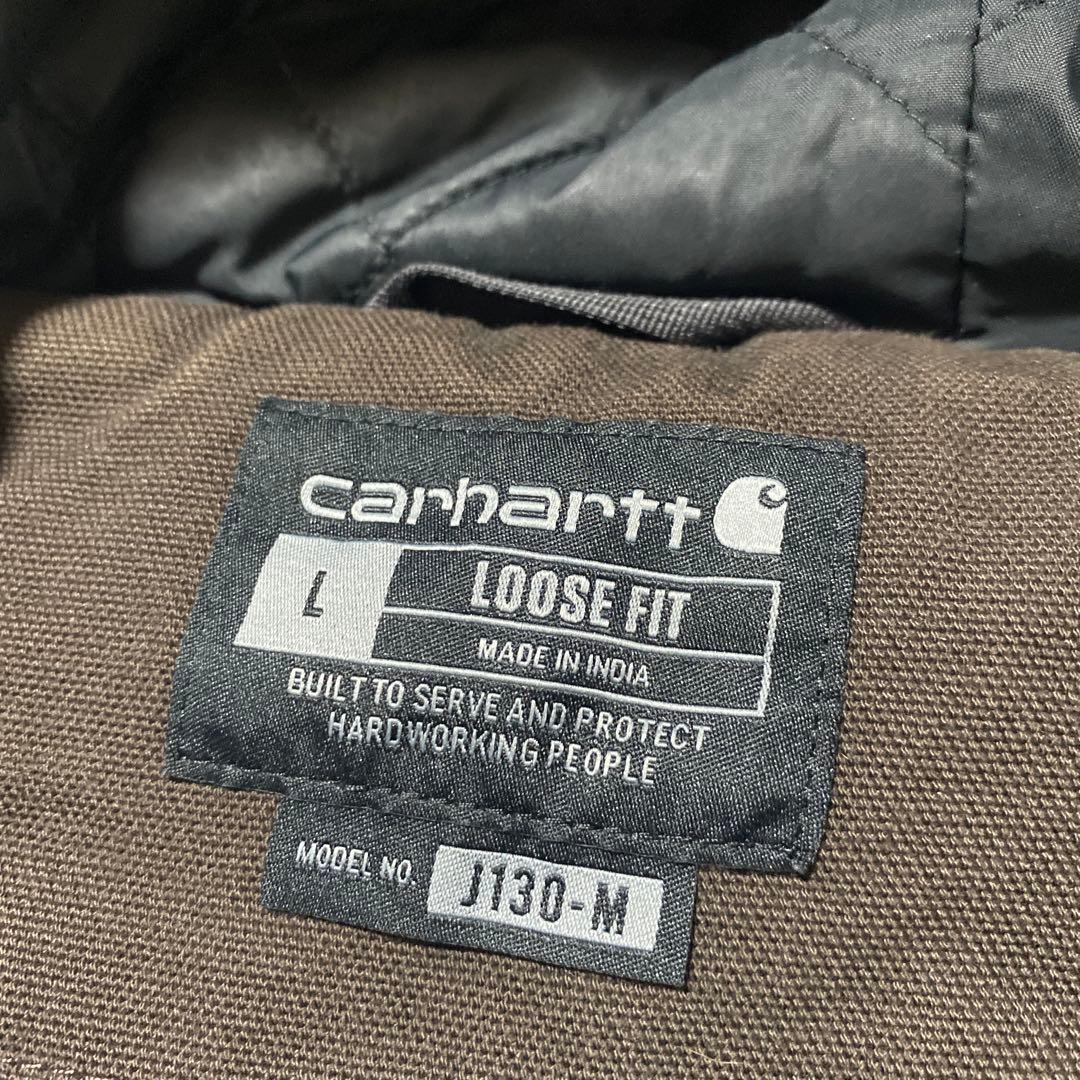 carhartt
L LOOSE FIT
MADE IN INDIA
BUILT TO SERVE AND PROTECT
HARDWORKING PEOPLE
MODEL NO. J130-M